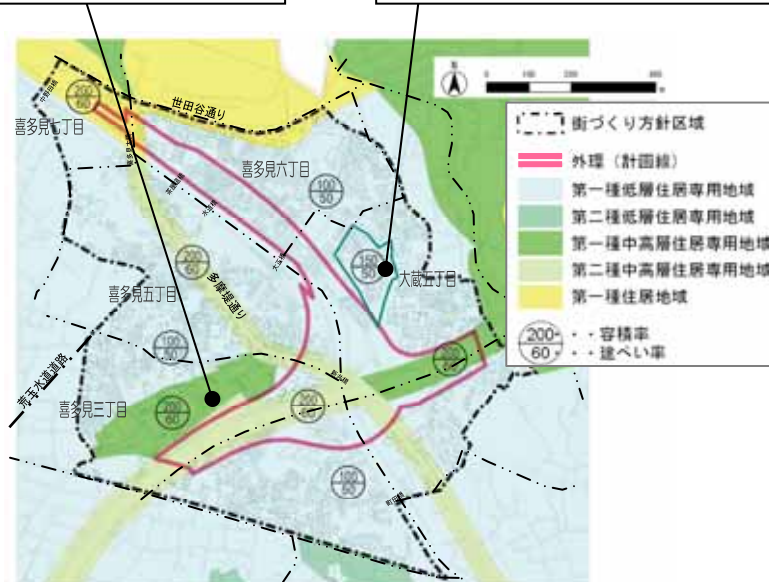 世田谷通り
200
60
喜多見七丁目
喜多見六丁目
100
50
200
60
多摩堤通り
150
60
大蔵五丁目
喜多見五丁目
荒玉水道道路
喜多見三丁目
200
60
200
100
50
街づくり方針区域
外環（計画線）
第一種低層住居専用地域
第二種低層住居専用地域
第一種中高層住居専用地域
第二種中高層住居専用地域
第一種住居地域
200・・・容積率
60・・・建ぺい率